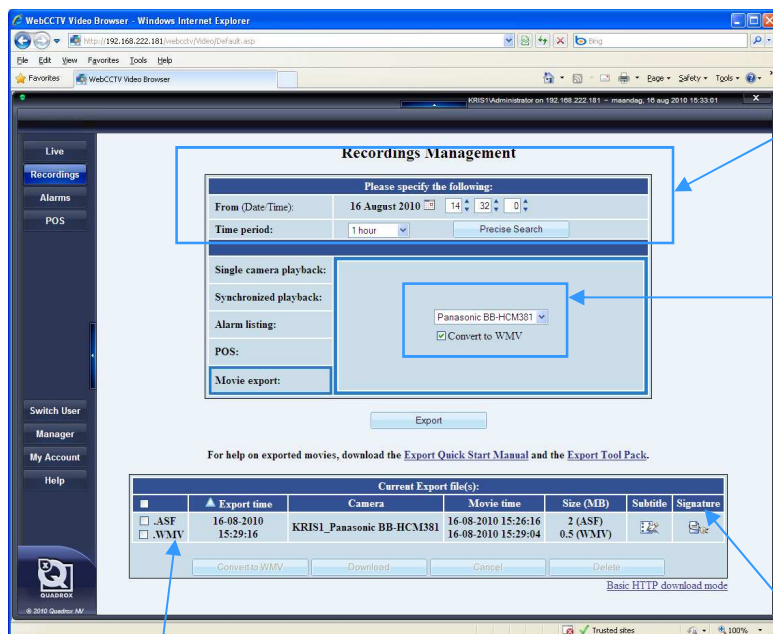 WebCCTV Video Browser - Windows Internet Explorer
http://192.168.222.181/webcctv/Video/Default.asp
Bing
File Edit View Favorites Tools Help
Favorites WebCCTV Video Browser
Page Safety Tools
KRIS1\Administrator on 192.168.222.181 - maandag, 16 aug 2010 15:33:01 X
Live
Recordings
Alarms
POS
Recordings Management
Please specify the following:
From (Date/Time): 16 August 2010 14 32 0
Time period: 1 hour Precise Search
Single camera playback:
Synchronized playback:
Alarm listing:
POS:
Movie export:
Panasonic BB-HCM381
Convert to WMV
Export
Switch User
Manager
My Account
Help
For help on exported movies, download the Export Quick Start Manual and the Export Tool Pack.
Current Export file(s):
Export time Camera Movie time Size (MB) Subtitle Signature
.ASF 16-08-2010 KRIS1_Panasonic BB-HCM381 16-08-2010 15:26:16 2 (ASF)
.WMV 15:29:16 16-08-2010 15:29:04 0.5 (WMV)
Convert to WMV Download Cancel Delete
Basic HTTP download mode
QUADROX
© 2010 Quadrox NV
Trusted sites 100%